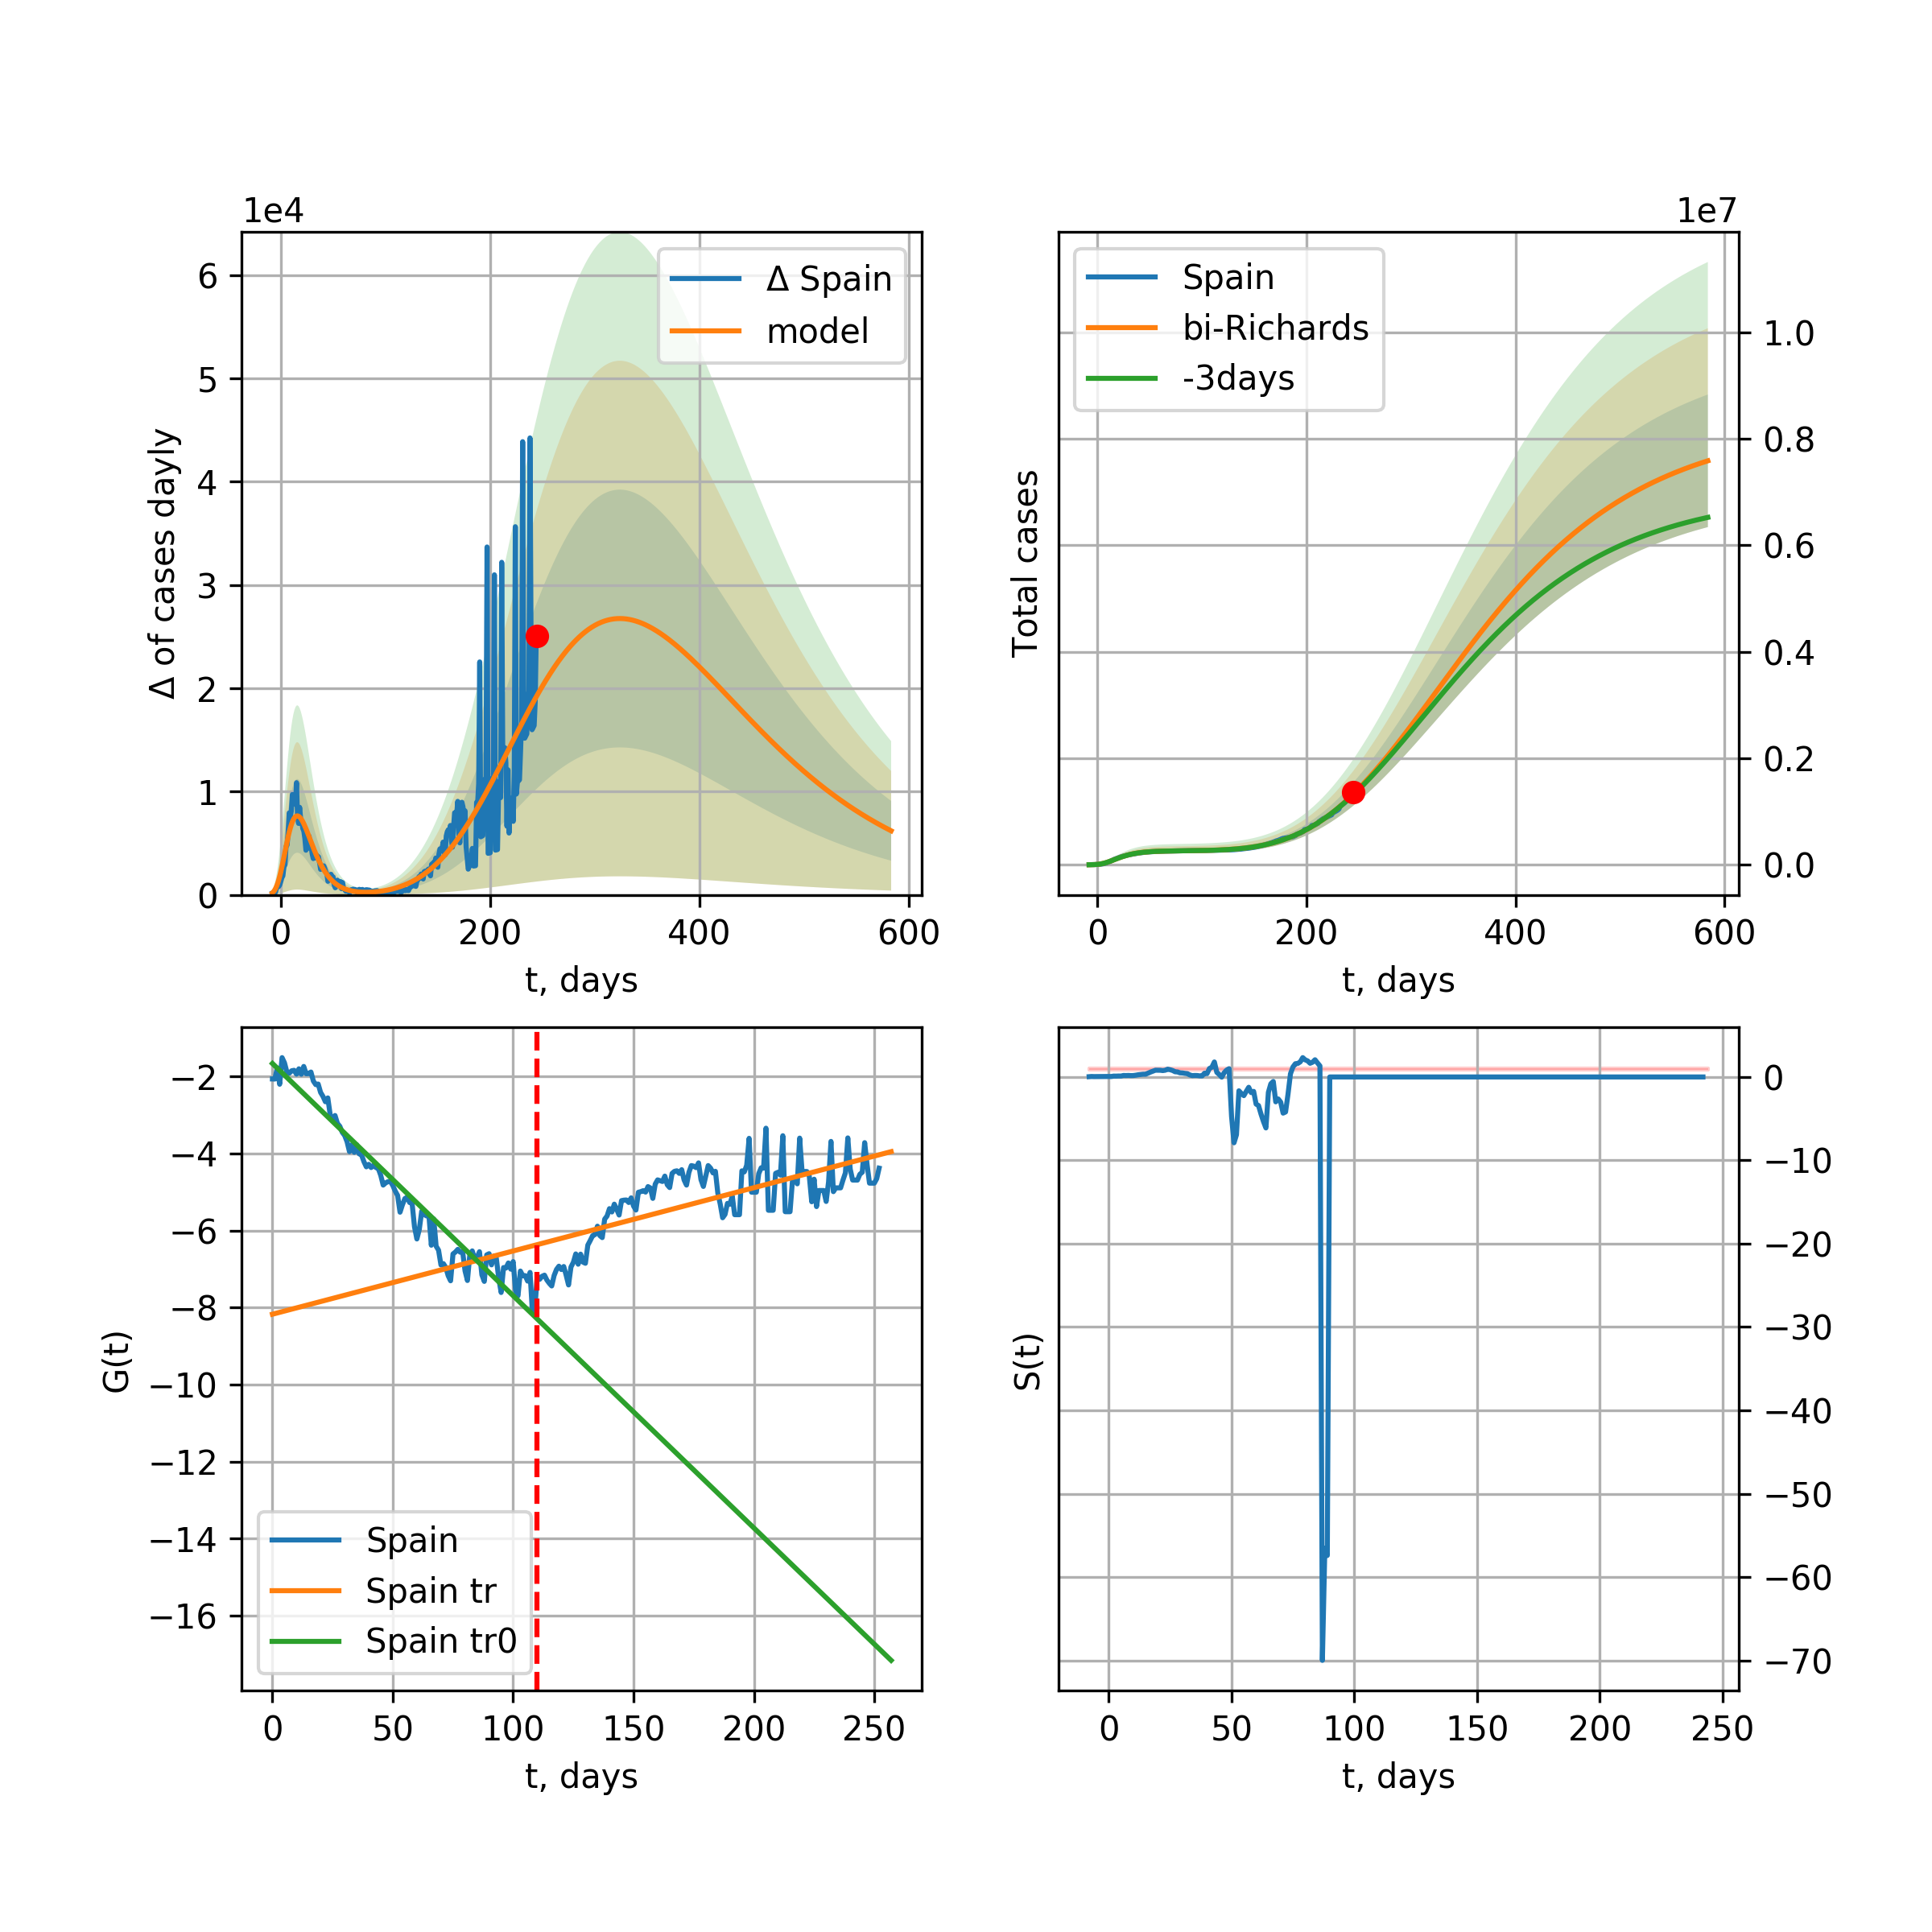 1e4
6
5
4
3
2
1
0
Δ of cases dayly
Δ Spain
model
0 200 400 600
t, days
1e7
Spain
bi-Richards
-3days
Total cases
1.0
0.8
0.6
0.4
0.2
0.0
0 200 400 600
t, days
−2
−4
−6
−8
−10
−12
−14
−16
G(t)
Spain
Spain tr
Spain tr0
0 50 100 150 200 250
t, days
S(t)
0
−10
−20
−30
−40
−50
−60
−70
0 50 100 150 200 250
t, days